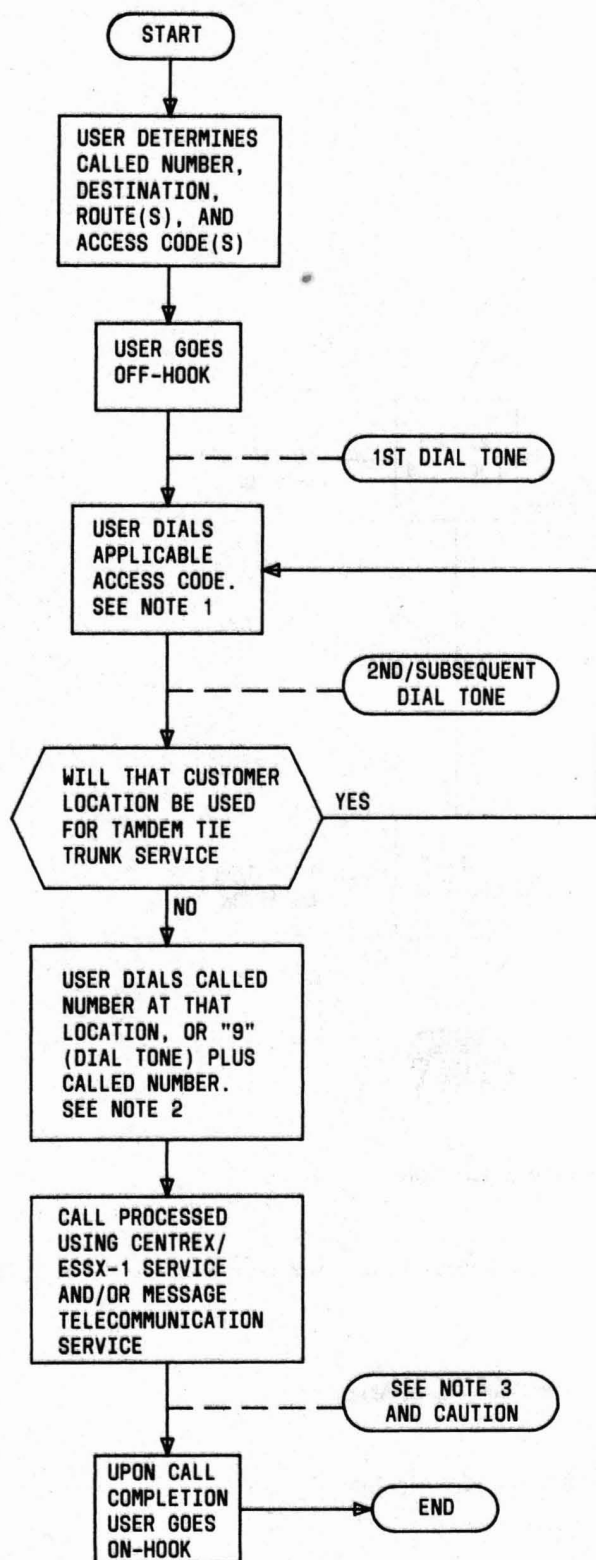 START
USER DETERMINES
CALLED NUMBER,
DESTINATION,
ROUTE(S), AND
ACCESS CODE(S)
USER GOES
OFF-HOOK
1ST DIAL TONE
USER DIALS
APPLICABLE
ACCESS CODE.
SEE NOTE 1
2ND/SUBSEQUENT
DIAL TONE
WILL THAT CUSTOMER
LOCATION BE USED
FOR TAMDEM TIE
TRUNK SERVICE
YES
NO
USER DIALS CALLED
NUMBER AT THAT
LOCATION, OR "9"
(DIAL TONE) PLUS
CALLED NUMBER.
SEE NOTE 2
CALL PROCESSED
USING CENTREX/
ESSX-1 SERVICE
AND/OR MESSAGE
TELECOMMUNICATION
SERVICE
SEE NOTE 3
AND CAUTION
UPON CALL
COMPLETION
USER GOES
ON-HOOK
END